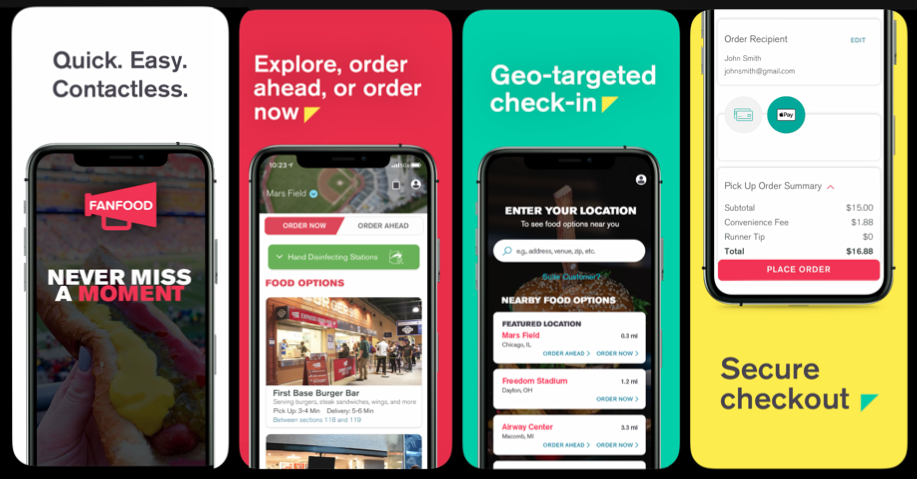 Quick. Easy.
Contactless.
FANFOOD
NEVER MISS
A MOMENT
Explore, order
ahead, or order
now
10:23
Mars Field
ORDER NOW
ORDER AHEAD
Hand Disinfecting Stations
FOOD OPTIONS
First Base Burger Bar
Serving burgers, steak sandwiches, wings, and more
Pick Up: 3-4 Min Delivery: 5-6 Min
Between sections 118 and 119
Geo-targeted
check-in
ENTER YOUR LOCATION
To see food options near you
e.g., address, venue, zip, etc.
Customer?
NEARBY FOOD OPTIONS
FEATURED LOCATION
Mars Field 0.3 mi
Chicago, IL
ORDER AHEAD > ORDER NOW >
Freedom Stadium 1.2 mi
Dayton, OH
ORDER NOW >
Airway Center 3.3 mi
Macomb, MI
ORDER AHEAD > ORDER NOW >
Order Recipient EDIT
John Smith
johnsmith@gmail.com
Pay
Pick Up Order Summary
Subtotal $15.00
Convenience Fee $1.88
Runner Tip $0
Total $16.88
PLACE ORDER
Secure
checkout